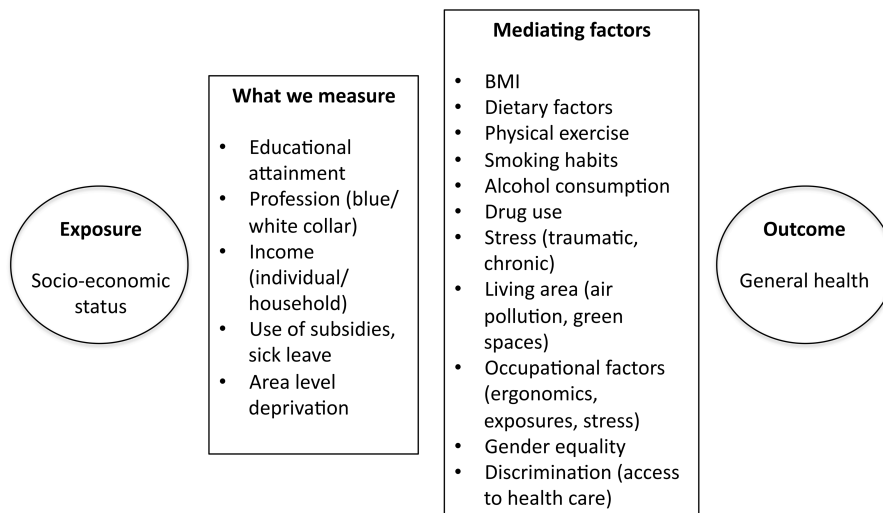 Exposure
Socio-economic
status
What we measure
• Educational
attainment
• Profession (blue/
white collar)
• Income
(individual/
household)
• Use of subsidies,
sick leave
• Area level
deprivation
Mediating factors
• BMI
• Dietary factors
• Physical exercise
• Smoking habits
• Alcohol consumption
• Drug use
• Stress (traumatic,
chronic)
• Living area (air
pollution, green
spaces)
• Occupational factors
(ergonomics,
exposures, stress)
• Gender equality
• Discrimination (access
to health care)
Outcome
General health